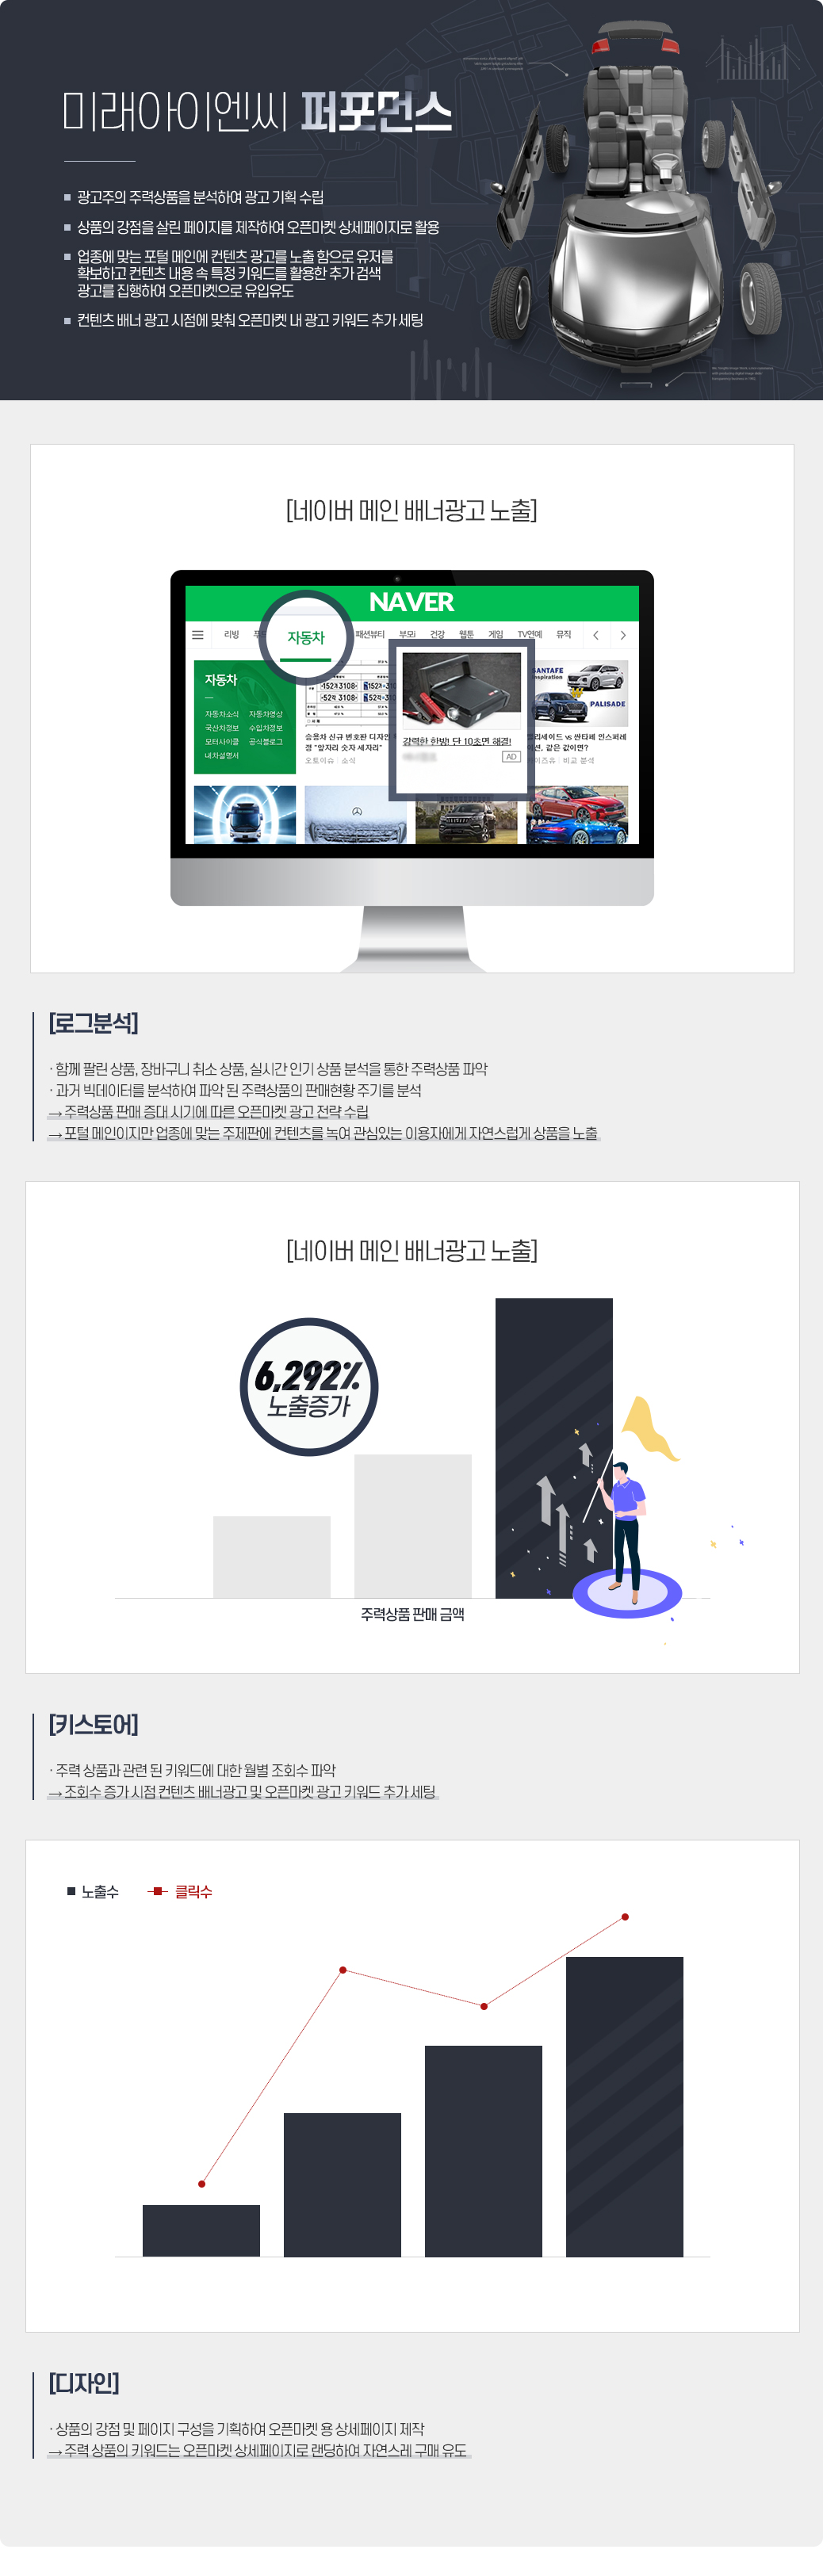 미래아이엔씨 퍼포먼스
광고주의 주력상품을 분석하여 광고 기획 수립
상품의 강점을 살린 페이지를 제작하여 오픈마켓 상세페이지로 활용
업종에 맞는 포털 메인에 컨텐츠 광고를 노출 함으로 유저를
확보하고 컨텐츠 내용 속 특정 키워드를 활용한 추가 검색
광고를 집행하여 오픈마켓으로 유입유도
컨텐츠 배너 광고 시점에 맞춰 오픈마켓 내 광고 키워드 추가 세팅
[네이버 메인 배너광고 노출]
NAVER
리빙 푸 자동차 패션뷰티 부모i 건강 웹툰 게임 TV연예 뮤직
자동차
자동차소식 자동차영상
국산차정보 수입차정보
모터사이클 공식블로그
내차설명서
승용차 신규 번호판 디자인
경 "앞자리 숫자 세자리"
오토이슈 소식
강력한 한방! 단 10초면 해결!
AD
SANTAFE
Inspiration
PALISADE
리세이드 vs 싼타페 인스퍼레
이션, 같은 값이면?
이즈유 비교 분석
[로그분석]
· 함께 팔린 상품, 장바구니 취소 상품, 실시간 인기 상품 분석을 통한 주력상품 파악
· 과거 빅데이터를 분석하여 파악 된 주력상품의 판매현황 주기를 분석
→ 주력상품 판매 증대 시기에 따른 오픈마켓 광고 전략 수립
→ 포털 메인이지만 업종에 맞는 주제판에 컨텐츠를 녹여 관심있는 이용자에게 자연스럽게 상품을 노출
[네이버 메인 배너광고 노출]
6,292%
노출증가
주력상품 판매 금액
[키스토어]
· 주력 상품과 관련 된 키워드에 대한 월별 조회수 파악
→ 조회수 증가 시점 컨텐츠 배너광고 및 오픈마켓 광고 키워드 추가 세팅
노출수 클릭수
[디자인]
· 상품의 강점 및 페이지 구성을 기획하여 오픈마켓 용 상세페이지 제작
→ 주력 상품의 키워드는 오픈마켓 상세페이지로 랜딩하여 자연스레 구매 유도